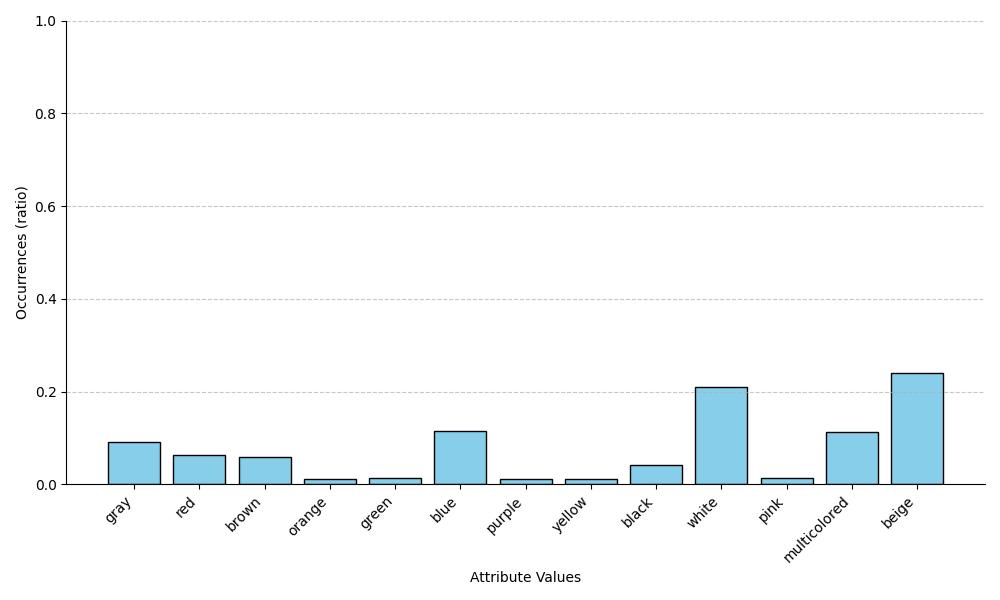 1.0
0.8
0.6
0.4
0.2
0.0
Occurrences (ratio)
gray
red
brown
orange
green
blue
purple
yellow
black
white
pink
multicolored
beige
Attribute Values